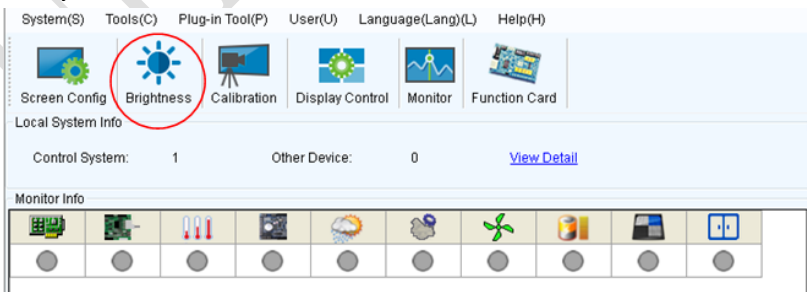 System(S) Tools(C) Plug-in Tool(P) User(U) Language(Lang)(L) Help(H)
Screen Config Brightness Calibration Display Control Monitor Function Card
Local System Info
Control System: 1 Other Device: 0 View Detail
Monitor Info